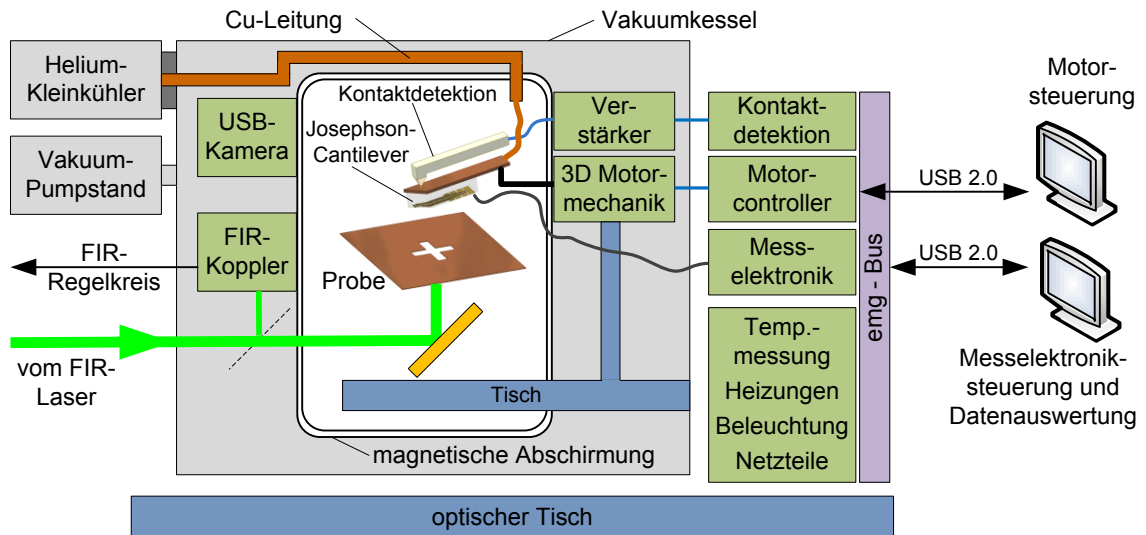 Cu-Leitung
Vakuumkessel
Helium-
Kleinkühler
Kontaktdetektion
USB-
Kamera
Josephson-
Cantilever
Ver-
stärker
Kontakt-
detektion
Motor-
steuerung
Vakuum-
Pumpstand
3D Motor-
mechanik
Motor-
controller
USB 2.0
FIR-
Koppler
FIR-
Regelkreis
Probe
Mess-
elektronik
USB 2.0
emg - Bus
vom FIR-
Laser
Temp.-
messung
Heizungen
Beleuchtung
Netzteile
Messelektronik-
steuerung und
Datenauswertung
Tisch
magnetische Abschirmung
optischer Tisch